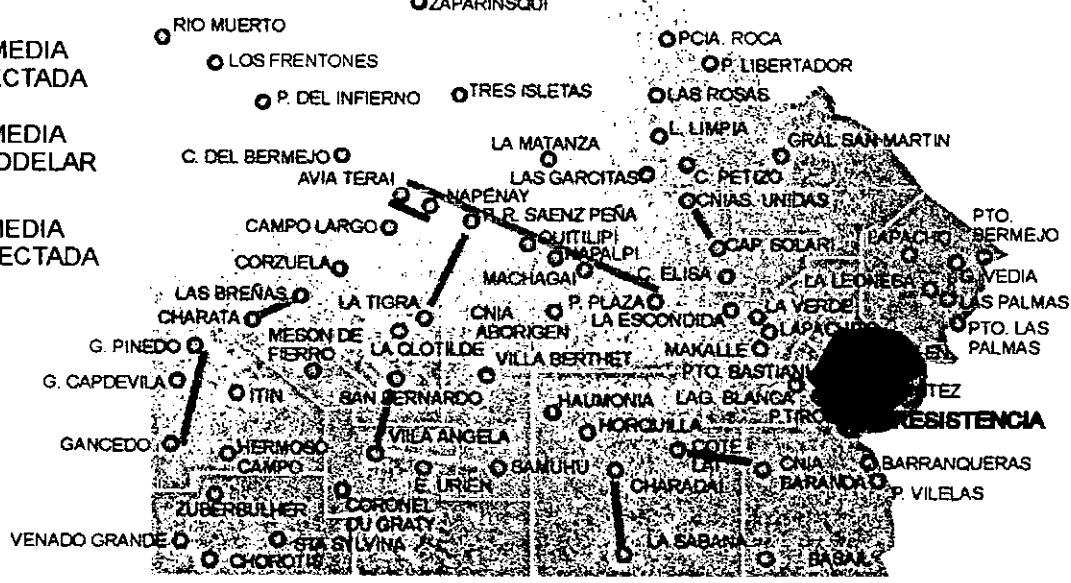 ZAPARINSQUI
RIO MUERTO
MEDIA
ECTADA
LOS FRENTONES
PCIA. ROCA
P. LIBERTADOR
P. DEL INFIERNO
TRES ISLETAS
LAS ROSAS
MEDIA
ODELAR
L. LIMPIA
GRAL SAN MARTIN
LA MATANZA
C. DEL BERMEJO
AVIA TERAI
LAS GARCITAS
C. PETIZO
NAPENAY
CNIAS. UNIDAS
MEDIA
ECTADA
CAMPO LARGO
R. SAENZ PEÑA
QUITILIPI
NAPALPI
CAP. SOLARI
LAPACHO
PTO.
BERMEJO
CORZUELA
MACHAGAI
C. ELISA
LA LEONESA
G. VEDIA
LAS BREÑAS
LA TIGRA
P. PLAZA
LAS PALMAS
CHARATA
CNIA
ABORIGEN
LA ESCONDIDA
LA VERDE
PTO. LAS
PALMAS
G. PINEDO
MESON DE
FIERRO
LA CLOTILDE
VILLA BERTHET
MAKALLE
G. CAPDEVILA
ITIN
SAN BERNARDO
PTO. BASTIANI
LAG. BLANCA
HAUMONIA
HORQUILLA
RESISTENCIA
GANCEDO
HERMOSO
CAMPO
VILLA ANGELA
COTE
LAI
CHARADAI
CNIA
BARANDA
BARRANQUERAS
SAMUHU
E. URIEN
P. VILELAS
ZUBERBULHER
CORONEL
DU GRATY
VENADO GRANDE
STA SYLVINA
CHOROTIS
LA SABANA
BASAIL